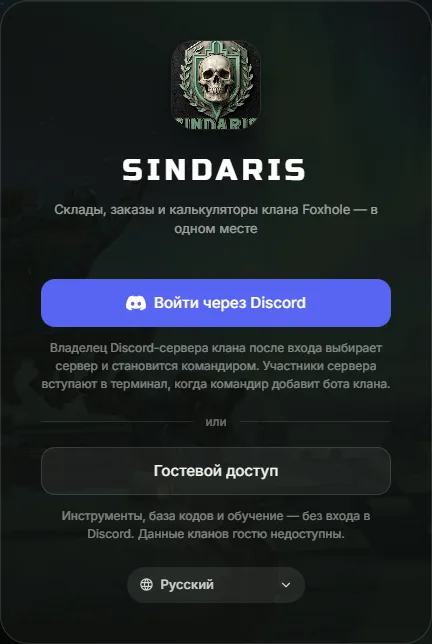 SINDARIS
SINDARIS
Склады, заказы и калькуляторы клана Foxhole — в
одном месте
Войти через Discord
Владелец Discord-сервера клана после входа выбирает
сервер и становится командиром. Участники сервера
вступают в терминал, когда командир добавит бота клана.
или
Гостевой доступ
Инструменты, база кодов и обучение — без входа в
Discord. Данные кланов гостю недоступны.
Русский